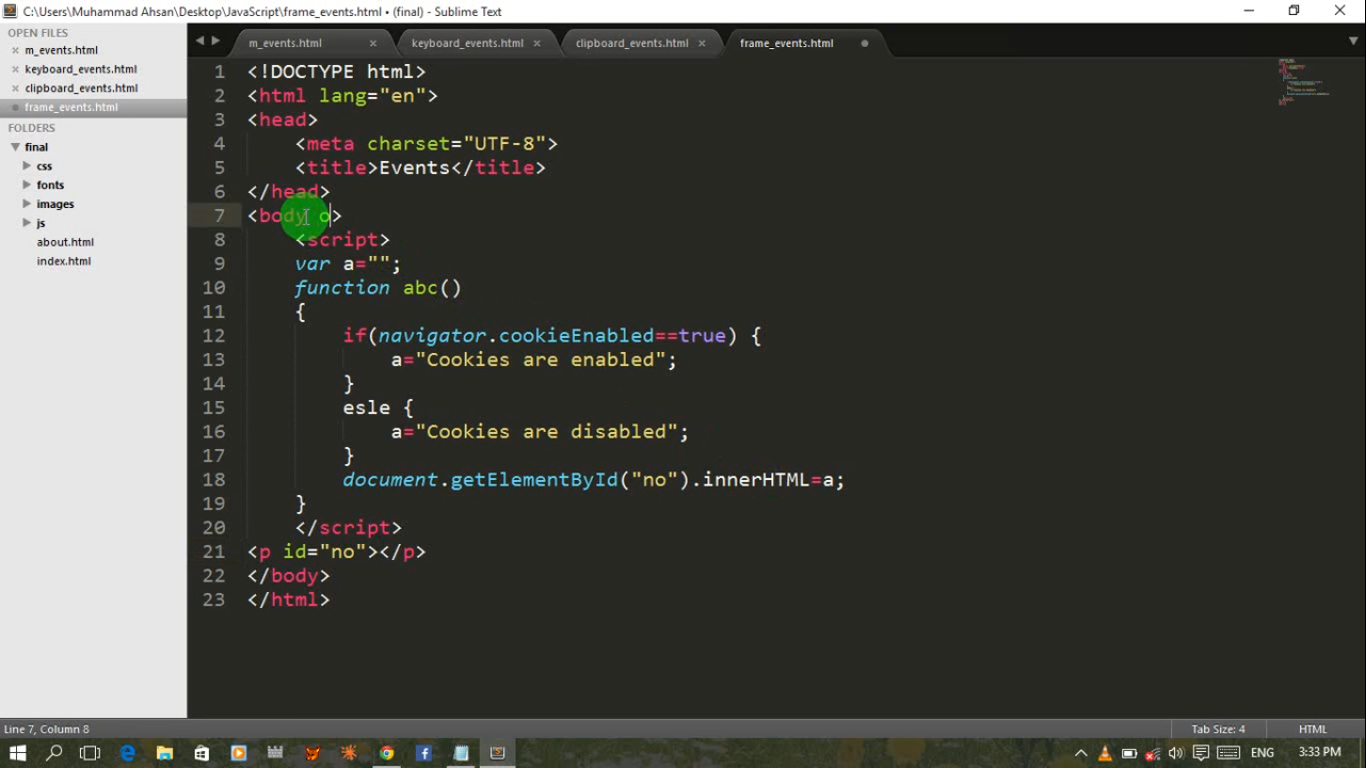 C:\Users\Muhammad Ahsan\Desktop\JavaScript\frame_events.html • (final) - Sublime Text
OPEN FILES
m_events.html
keyboard_events.html
clipboard_events.html
frame_events.html
FOLDERS
final
css
fonts
images
js
about.html
index.html
m_events.html
keyboard_events.html
clipboard_events.html
frame_events.html
1 <!DOCTYPE html>
2 <html lang="en">
3 <head>
4 <meta charset="UTF-8">
5 <title>Events</title>
6 </head>
7 <body o>
8 <script>
9 var a="";
10 function abc()
11 {
12 if(navigator.cookieEnabled==true) {
13 a="Cookies are enabled";
14 }
15 esle {
16 a="Cookies are disabled";
17 }
18 document.getElementById("no").innerHTML=a;
19 }
20 </script>
21 <p id="no"></p>
22 </body>
23 </html>
Line 7, Column 8
Tab Size: 4
HTML
ENG
3:33 PM